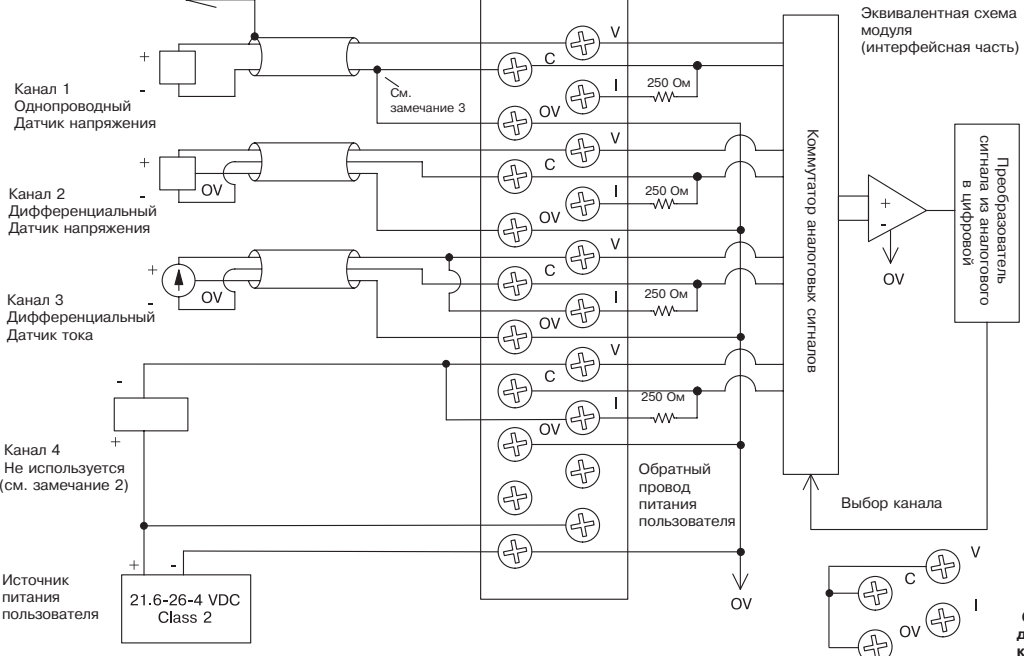 Эквивалентная схема
модуля
(интерфейсная часть)
+
-
Канал 1
Однопроводный
Датчик напряжения
См.
замечание 3
V
C
I
250 Ом
OV
+
-
OV
Канал 2
Дифференциальный
Датчик напряжения
V
C
I
250 Ом
OV
+
-
OV
Канал 3
Дифференциальный
Датчик тока
V
C
I
250 Ом
OV
-
+
Канал 4
Не используется
(см. замечание 2)
V
C
I
250 Ом
OV
Обратный
провод
питания
пользователя
Коммутатор аналоговых сигналов
+
-
OV
Преобразователь
сигнала из аналогового
в цифровой
Выбор канала
Источник
питания
пользователя
+
-
21.6-26-4 VDC
Class 2
OV
V
C
I
OV